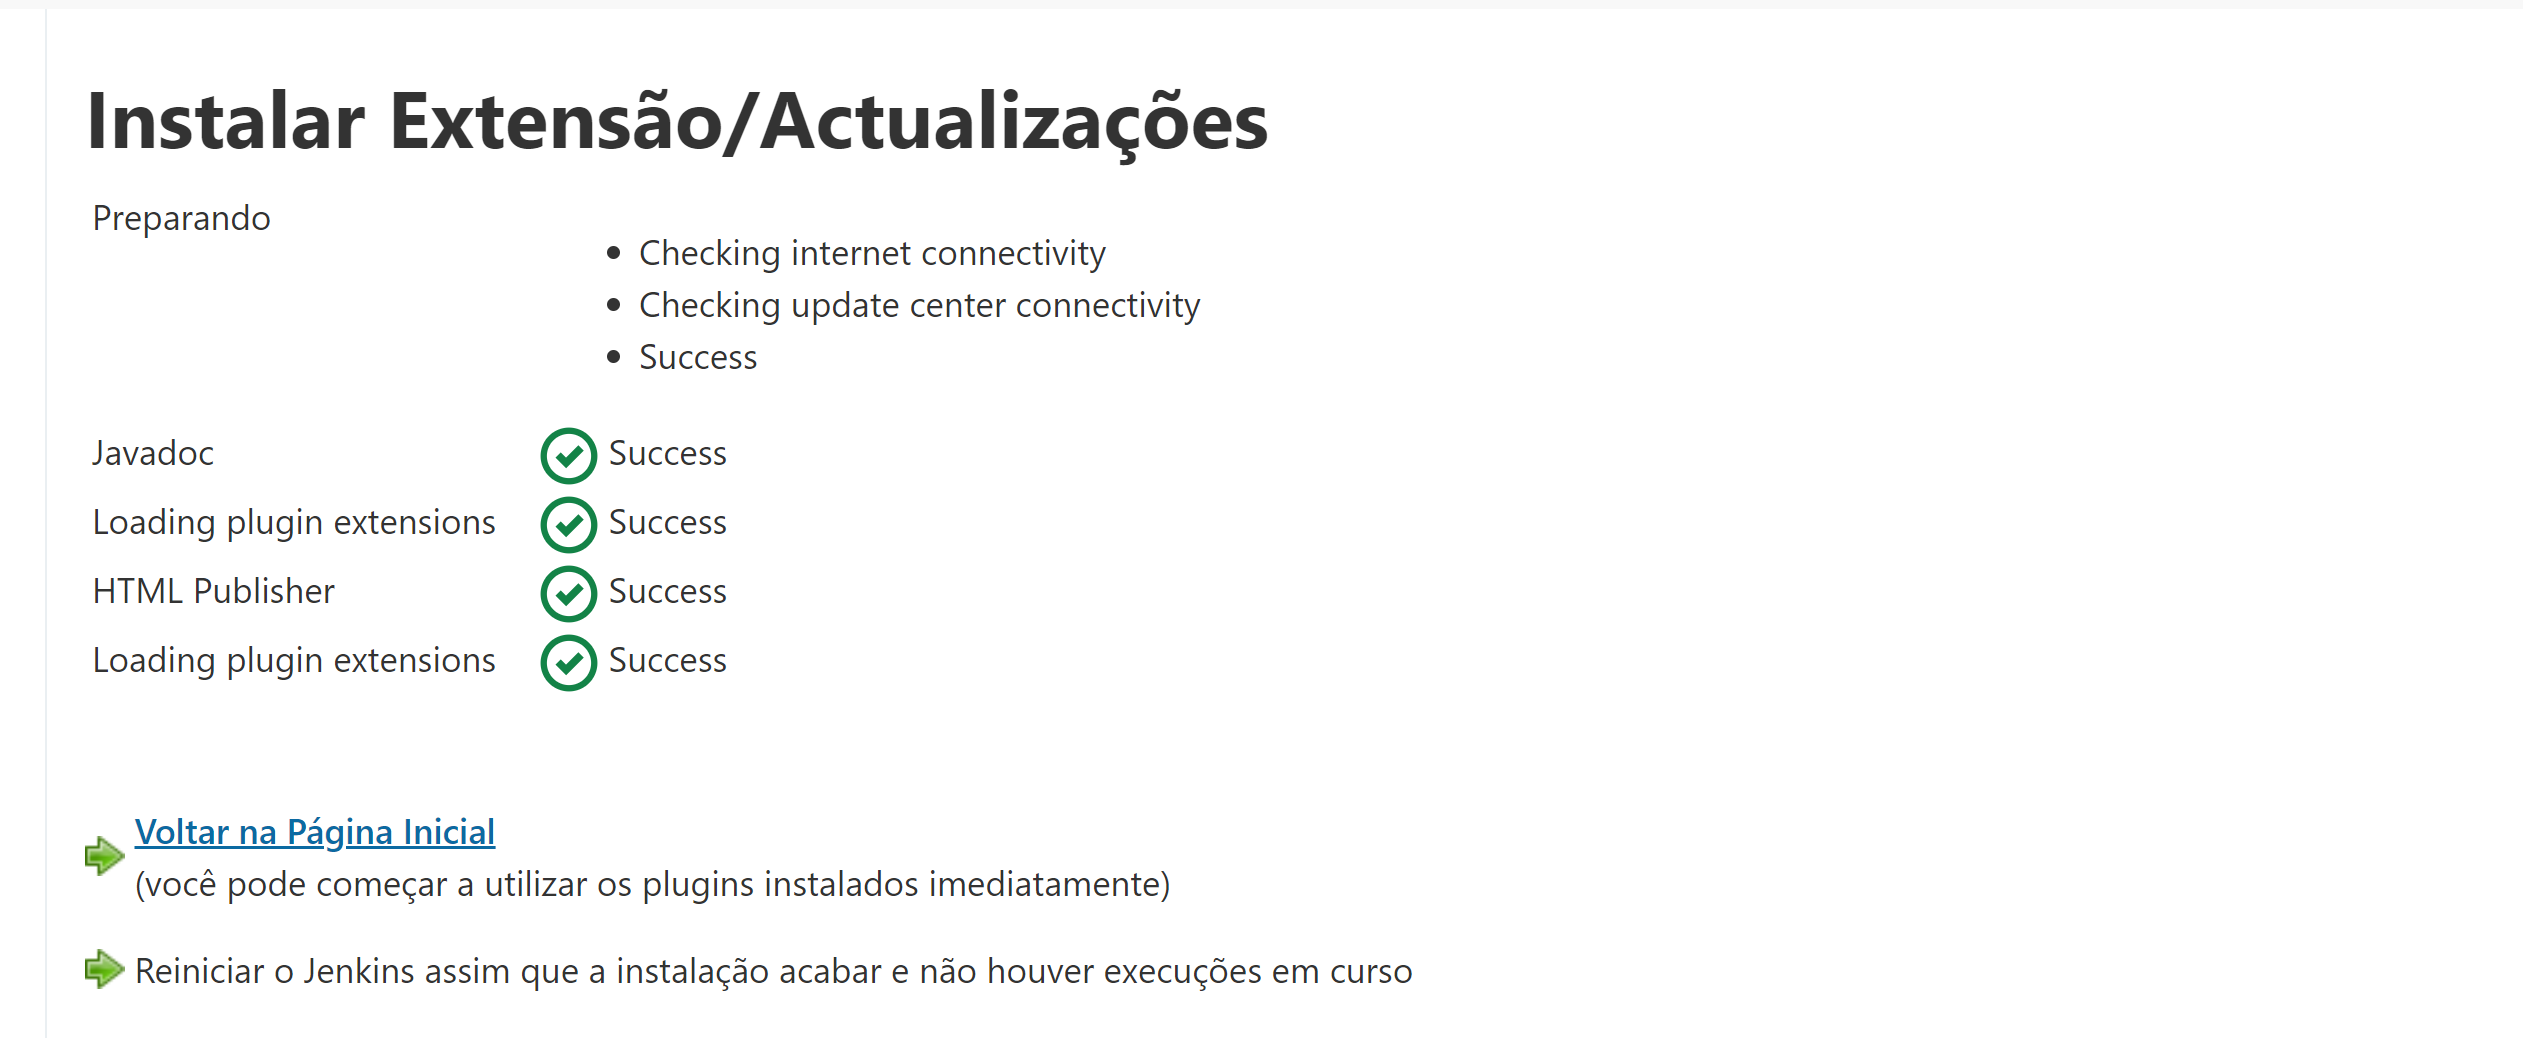 Instalar Extensão/Actualizações
Preparando
Checking internet connectivity
Checking update center connectivity
Success
Javadoc Success
Loading plugin extensions Success
HTML Publisher Success
Loading plugin extensions Success
Voltar na Página Inicial
(você pode começar a utilizar os plugins instalados imediatamente)
Reiniciar o Jenkins assim que a instalação acabar e não houver execuções em curso